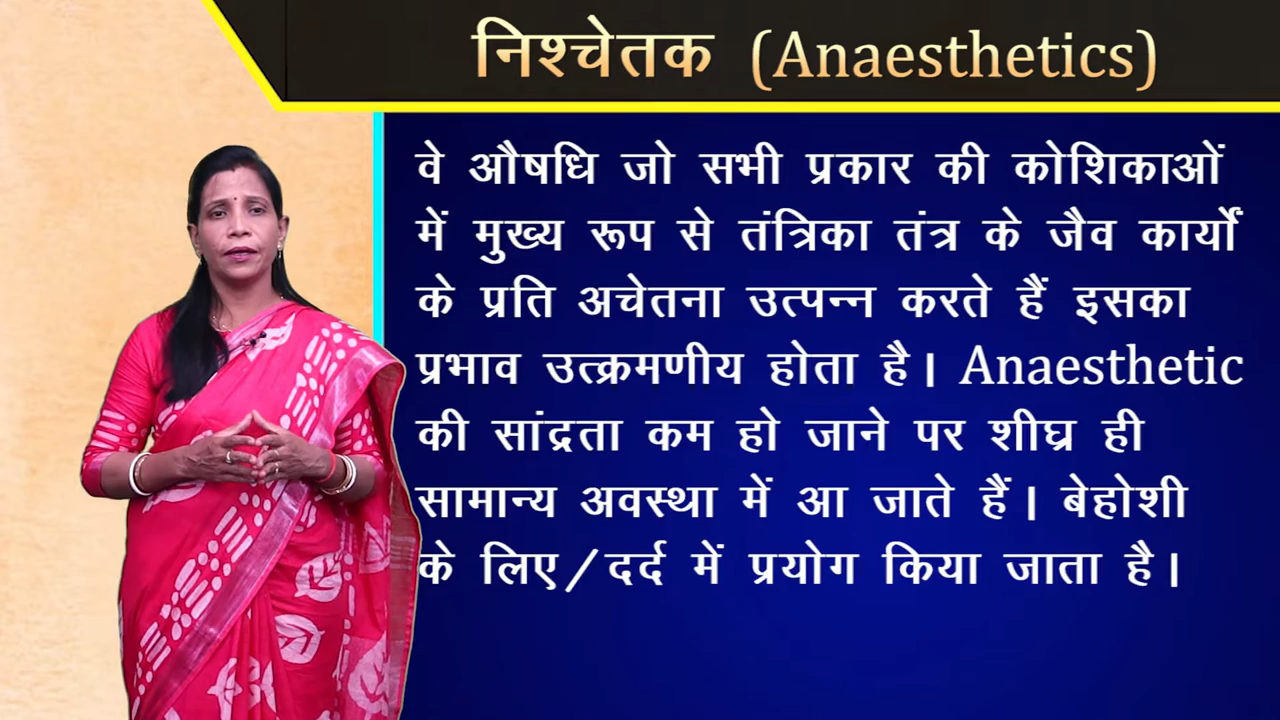 निश्चेतक (Anaesthetics)
वे औषधि जो सभी प्रकार की कोशिकाओं
में मुख्य रूप से तंत्रिका तंत्र के जैव कार्यों
के प्रति अचेतना उत्पन्न करते हैं इसका
प्रभाव उत्क्रमणीय होता है। Anaesthetic
की सांद्रता कम हो जाने पर शीघ्र ही
सामान्य अवस्था में आ जाते हैं। बेहोशी
के लिए/दर्द में प्रयोग किया जाता है।